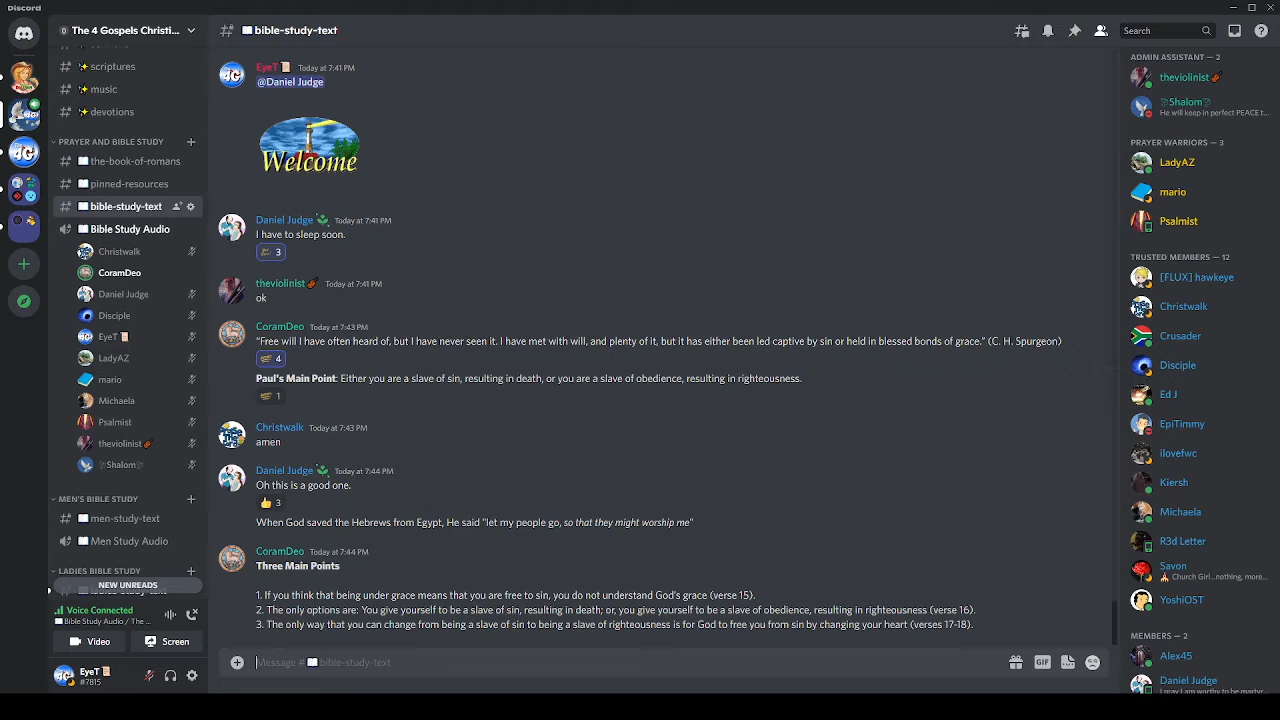 Discord
The 4 Gospels Christi...
scriptures
music
devotions
PRAYER AND BIBLE STUDY
the-book-of-romans
pinned-resources
bible-study-text
Bible Study Audio
Christwalk
CoramDeo
Daniel Judge
Disciple
EyeT
LadyAZ
mario
Michaela
Psalmist
theviolinist
Shalom
MEN'S BIBLE STUDY
men-study-text
Men Study Audio
LADIES BIBLE STUDY
NEW UNREADS
Voice Connected
Bible Study Audio / The ...
Video
Screen
EyeT
#7815
bible-study-text
Search
EyeT Today at 7:41 PM
@Daniel Judge
Welcome
Daniel Judge Today at 7:41 PM
I have to sleep soon.
3
theviolinist Today at 7:41 PM
ok
CoramDeo Today at 7:43 PM
“Free will I have often heard of, but I have never seen it. I have met with will, and plenty of it, but it has either been led captive by sin or held in blessed bonds of grace.” (C. H. Spurgeon)
4
Paul's Main Point: Either you are a slave of sin, resulting in death, or you are a slave of obedience, resulting in righteousness.
1
Christwalk Today at 7:43 PM
amen
Daniel Judge Today at 7:44 PM
Oh this is a good one.
3
When God saved the Hebrews from Egypt, He said "let my people go, so that they might worship me"
CoramDeo Today at 7:44 PM
Three Main Points
1. If you think that being under grace means that you are free to sin, you do not understand God's grace (verse 15).
2. The only options are: You give yourself to be a slave of sin, resulting in death; or, you give yourself to be a slave of obedience, resulting in righteousness (verse 16).
3. The only way that you can change from being a slave of sin to being a slave of righteousness is for God to free you from sin by changing your heart (verses 17-18).
Message #bible-study-text
GIF
ADMIN ASSISTANT — 2
theviolinist
Shalom
He will keep in perfect PEACE t...
PRAYER WARRIORS — 3
LadyAZ
mario
Psalmist
TRUSTED MEMBERS — 12
[FLUX] hawkeye
Christwalk
Crusader
Disciple
Ed J
EpiTimmy
ilovefwc
Kiersh
Michaela
R3d Letter
Savon
Church Girl...nothing, more...
YoshiOST
MEMBERS — 2
Alex45
Daniel Judge
I pray I am worthy to be martyr...